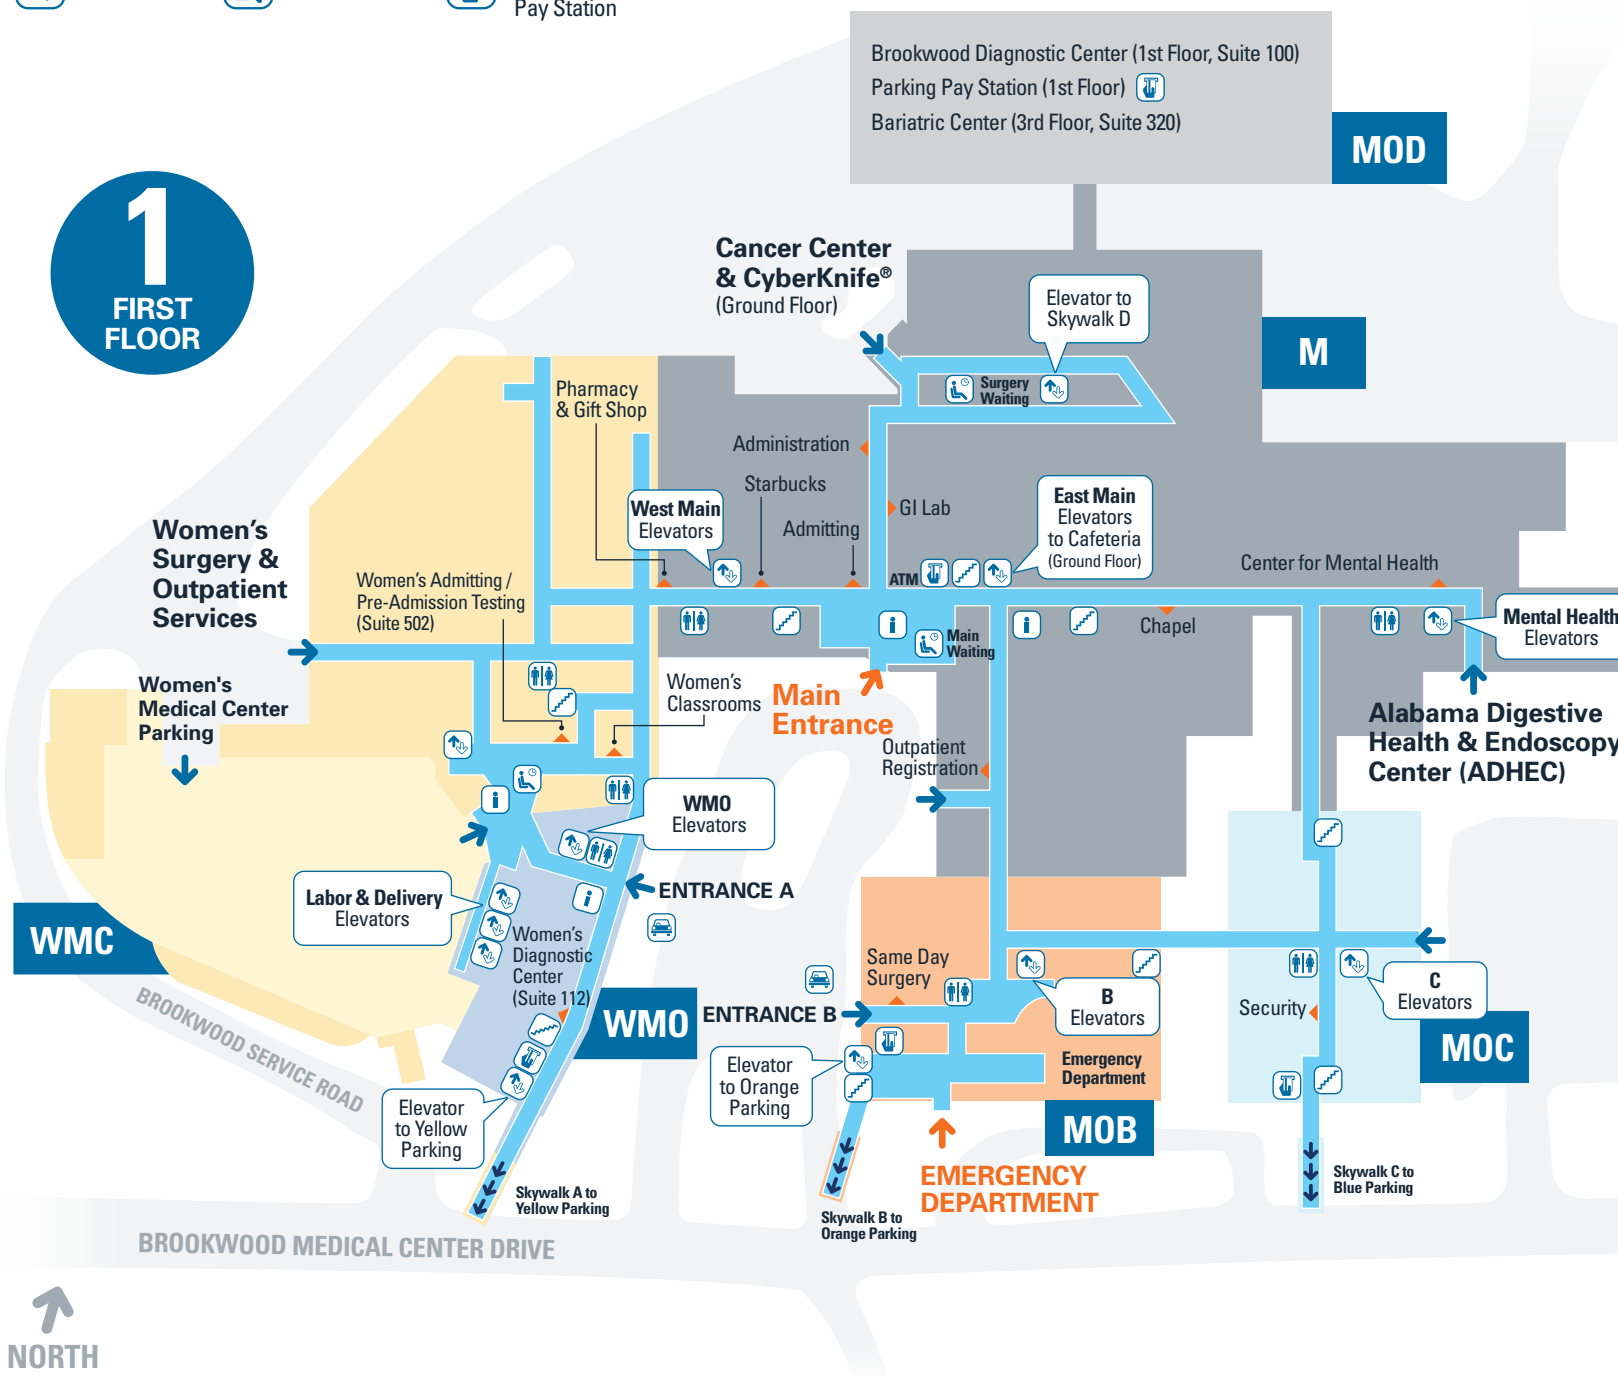 Pay Station
Brookwood Diagnostic Center (1st Floor, Suite 100)
Parking Pay Station (1st Floor)
Bariatric Center (3rd Floor, Suite 320)
MOD
1
FIRST
FLOOR
Cancer Center
& CyberKnife®
(Ground Floor)
Elevator to
Skywalk D
M
Surgery
Waiting
Pharmacy
& Gift Shop
Administration
Starbucks
West Main
Elevators
Admitting
GI Lab
East Main
Elevators
to Cafeteria
(Ground Floor)
ATM
Center for Mental Health
Women's
Surgery &
Outpatient
Services
Women's Admitting /
Pre-Admission Testing
(Suite 502)
i
Main
Waiting
i
Chapel
Mental Health
Elevators
Women's
Medical Center
Parking
Women's
Classrooms
Main
Entrance
Outpatient
Registration
Alabama Digestive
Health & Endoscopy
Center (ADHEC)
i
WMO
Elevators
Labor & Delivery
Elevators
i
ENTRANCE A
WMC
Women's
Diagnostic
Center
(Suite 112)
Same Day
Surgery
WMO
ENTRANCE B
B
Elevators
Security
C
Elevators
MOC
Elevator
to Orange
Parking
Emergency
Department
BROOKWOOD SERVICE ROAD
Elevator
to Yellow
Parking
MOB
EMERGENCY
DEPARTMENT
Skywalk A to
Yellow Parking
Skywalk B to
Orange Parking
Skywalk C to
Blue Parking
BROOKWOOD MEDICAL CENTER DRIVE
NORTH